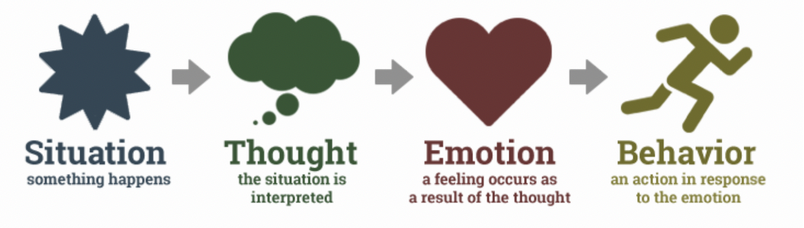 Situation
something happens
Thought
the situation is
interpreted
Emotion
a feeling occurs as
a result of the thought
Behavior
an action in response
to the emotion